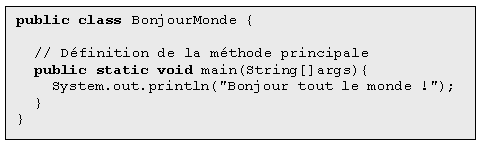 public class BonjourMonde {
// Définition de la méthode principale
public static void main(String[]args){
System.out.println("Bonjour tout le monde !");
}
}